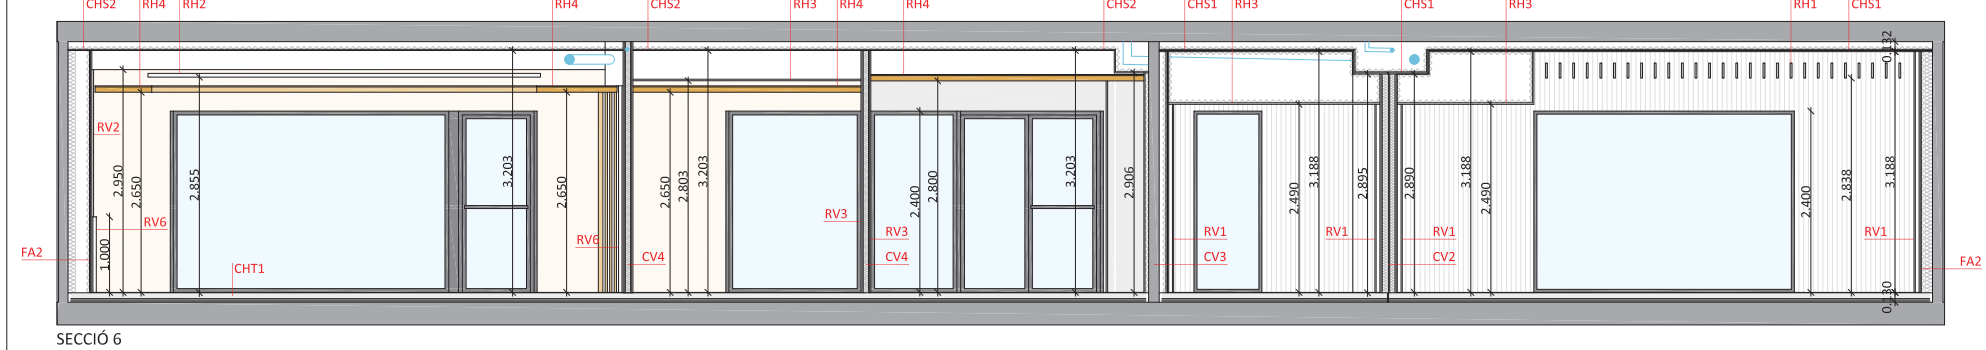 CHS2 RH4 RH2 RH4 CHS2 RH3 RH4 RH4 CHS2 CHS1 RH3 CHS1 RH3 RH1 CHS1
0.132
RV2
2.950
2.650
2.855
3.203
2.650
2.650
2.803
3.203
2.400
2.800
3.203
2.906
2.490
3.188
2.895
2.890
3.188
2.490
2.400
2.838
3.188
RV6
1.000
RV6
RV3
RV3
RV1
RV1
RV1
RV1
FA2
CHT1
CV4
CV4
CV3
CV2
FA2
0.130
SECCIÓ 6